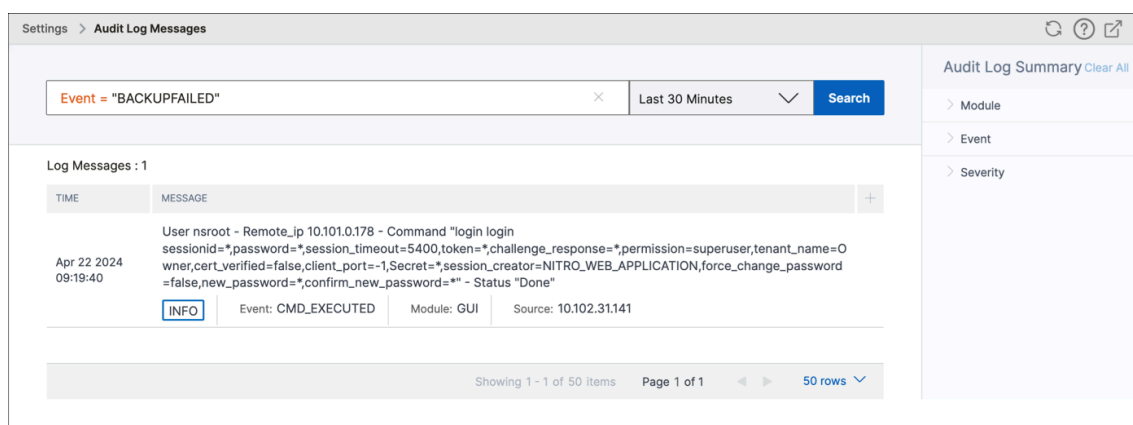 Settings > Audit Log Messages
Audit Log Summary Clear All
Event = "BACKUPFAILED"
Last 30 Minutes
Search
Module
Event
Severity
Log Messages : 1
TIME MESSAGE
User nsroot - Remote_ip 10.101.0.178 - Command "login login
sessionid=*,password=*,session_timeout=5400,token=*,challenge_response=*,permission=superuser,tenant_name=O
wner,cert_verified=false,client_port=-1,Secret=*,session_creator=NITRO_WEB_APPLICATION,force_change_password
=false,new_password=*,confirm_new_password=*" - Status "Done"
Apr 22 2024
09:19:40
INFO Event: CMD_EXECUTED Module: GUI Source: 10.102.31.141
Showing 1 - 1 of 50 items Page 1 of 1 50 rows